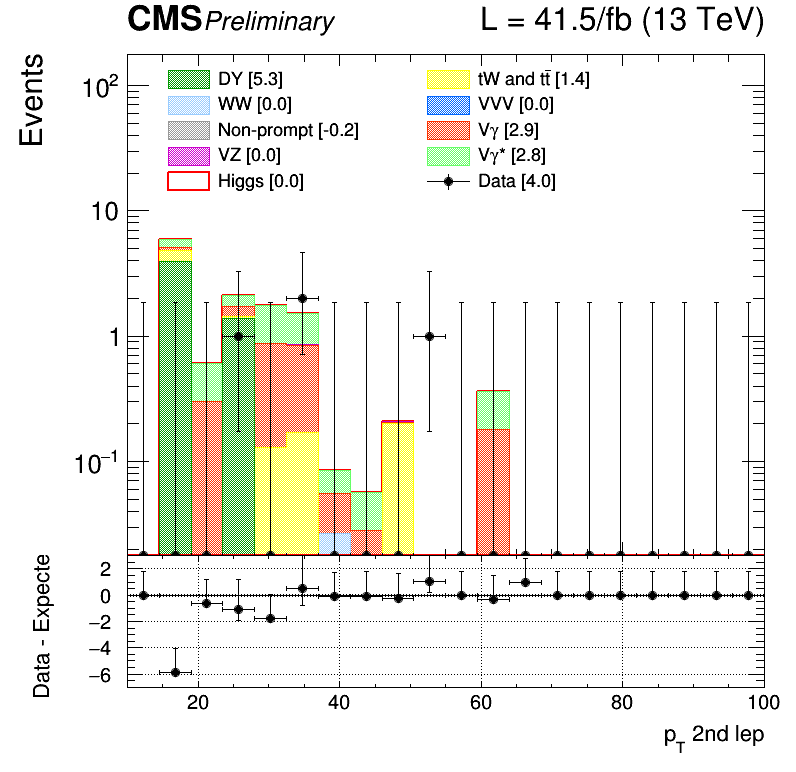 CMS Preliminary L = 41.5/fb (13 TeV)
Events
10²
10
1
10⁻¹
DY [5.3]
WW [0.0]
Non-prompt [-0.2]
VZ [0.0]
Higgs [0.0]
tW and tt̄ [1.4]
VVV [0.0]
Vγ [2.9]
Vγ* [2.8]
Data [4.0]
Data - Expecte
2
0
−2
−4
−6
20 40 60 80 100
p_T 2nd lep